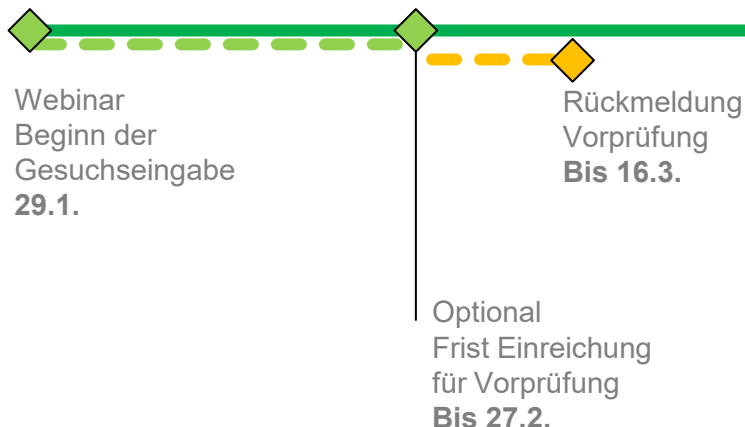 Webinar
Beginn der
Gesuchseingabe
29.1.
Rückmeldung
Vorprüfung
Bis 16.3.
Optional
Frist Einreichung
für Vorprüfung
Bis 27.2.